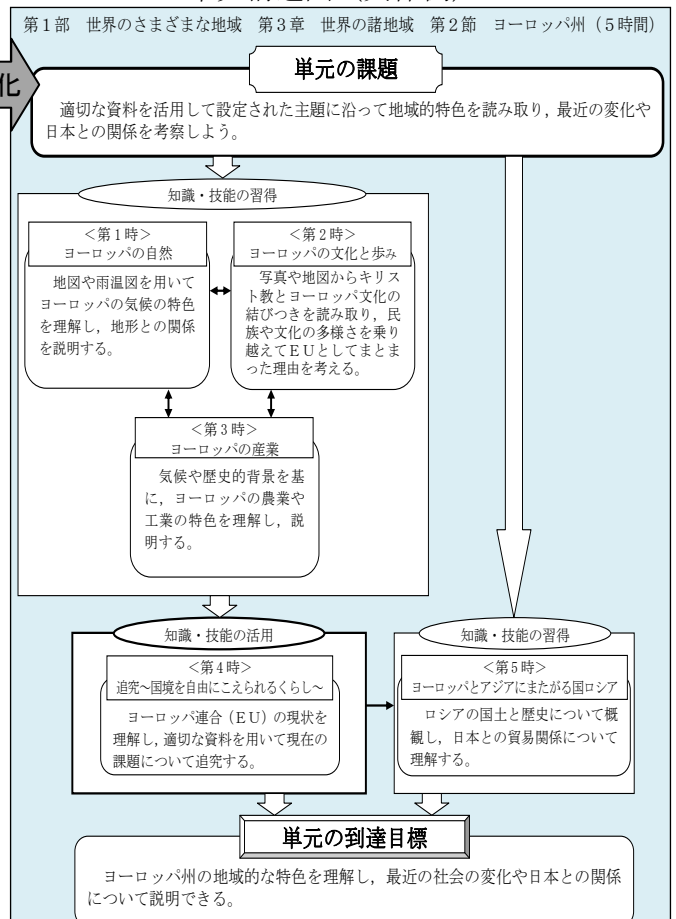 第1部 世界のさまざまな地域 第3章 世界の諸地域 第2節 ヨーロッパ州(5時間)
化
単元の課題
適切な資料を活用して設定された主題に沿って地域的特色を読み取り，最近の変化や
日本との関係を考察しよう。
知識・技能の習得
＜第1時＞
ヨーロッパの自然
地図や雨温図を用いて
ヨーロッパの気候の特色
を理解し，地形との関係
を説明する。
＜第2時＞
ヨーロッパの文化と歩み
写真や地図からキリス
ト教とヨーロッパ文化の
結びつきを読み取り，民
族や文化の多様さを乗り
越えてＥＵとしてまとま
った理由を考える。
＜第3時＞
ヨーロッパの産業
気候や歴史的背景を基
に，ヨーロッパの農業や
工業の特色を理解し，説
明する。
知識・技能の活用
＜第4時＞
追究～国境を自由にこえられるくらし～
ヨーロッパ連合（ＥＵ）の現状を
理解し，適切な資料を用いて現在の
課題について追究する。
知識・技能の習得
＜第5時＞
ヨーロッパとアジアにまたがる国ロシア
ロシアの国土と歴史について概
観し，日本との貿易関係について
理解する。
単元の到達目標
ヨーロッパ州の地域的な特色を理解し，最近の社会の変化や日本との関係
について説明できる。